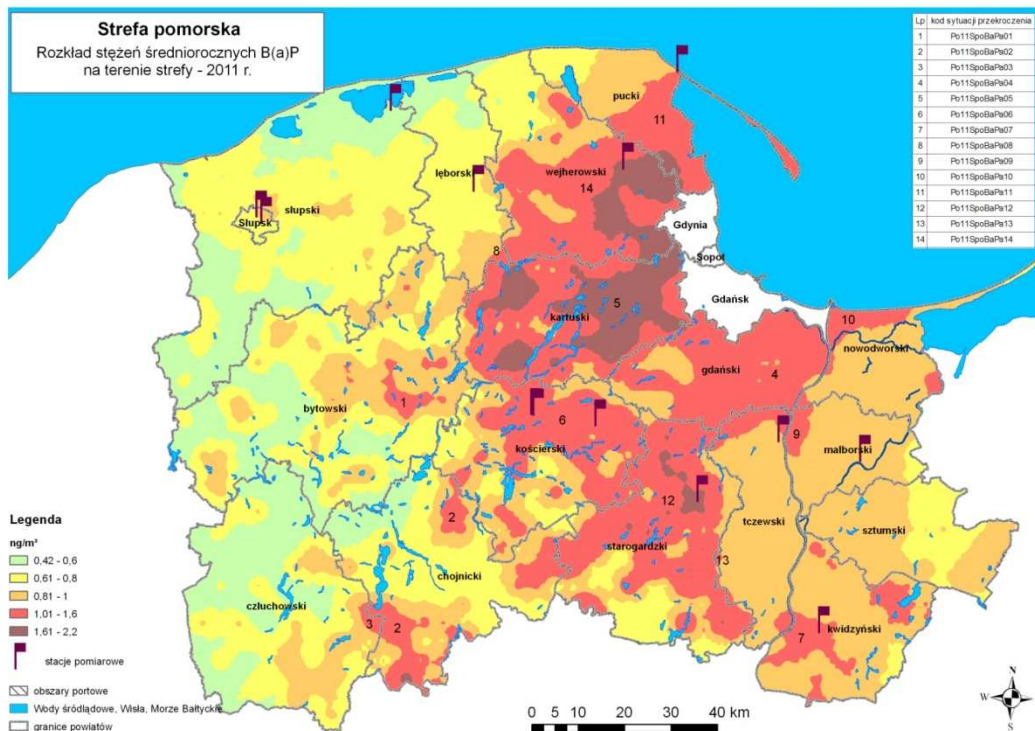 Strefa pomorska
Rozkład stężeń średniorocznych B(a)P
na terenie strefy - 2011 r.
Lp kod sytuacji przekroczenia
1 Po11SpoBaPa01
2 Po11SpoBaPa02
3 Po11SpoBaPa03
4 Po11SpoBaPa04
5 Po11SpoBaPa05
6 Po11SpoBaPa06
7 Po11SpoBaPa07
8 Po11SpoBaPa08
9 Po11SpoBaPa09
10 Po11SpoBaPa10
11 Po11SpoBaPa11
12 Po11SpoBaPa12
13 Po11SpoBaPa13
14 Po11SpoBaPa14
pucki
11
lęborski
wejherowski
14
Słupsk
słupski
Gdynia
8
Sopot
5
kartuski
Gdańsk
10
nowodworski
gdański
4
bytowski
1
6
kościerski
9
malborski
12
2
tczewski
sztumski
starogardzki
13
chojnicki
człuchowski
3
2
7
kwidzyński
Legenda
ng/m³
0,42 - 0,6
0,61 - 0,8
0,81 - 1
1,01 - 1,6
1,61 - 2,2
stacje pomiarowe
obszary portowe
Wody śródlądowe, Wisła, Morze Bałtyckie
granice powiatów
0 5 10 20 30 40 km
N
W E
S